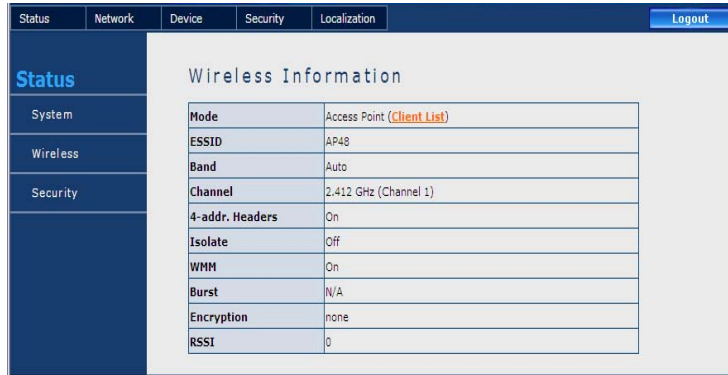 Status Network Device Security Localization Logout
Status
System
Wireless
Security
Wireless Information
Mode Access Point (Client List)
ESSID AP48
Band Auto
Channel 2.412 GHz (Channel 1)
4-addr. Headers On
Isolate Off
WMM On
Burst N/A
Encryption none
RSSI 0